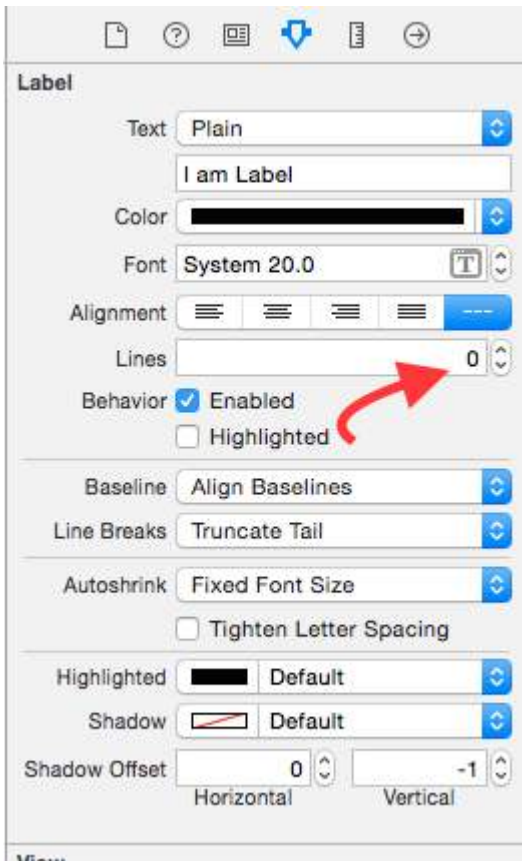 Label
Text Plain
I am Label
Color
Font System 20.0 T
Alignment ---
Lines 0
Behavior Enabled
Highlighted
Baseline Align Baselines
Line Breaks Truncate Tail
Autoshrink Fixed Font Size
Tighten Letter Spacing
Highlighted Default
Shadow Default
Shadow Offset 0 -1
Horizontal Vertical
View